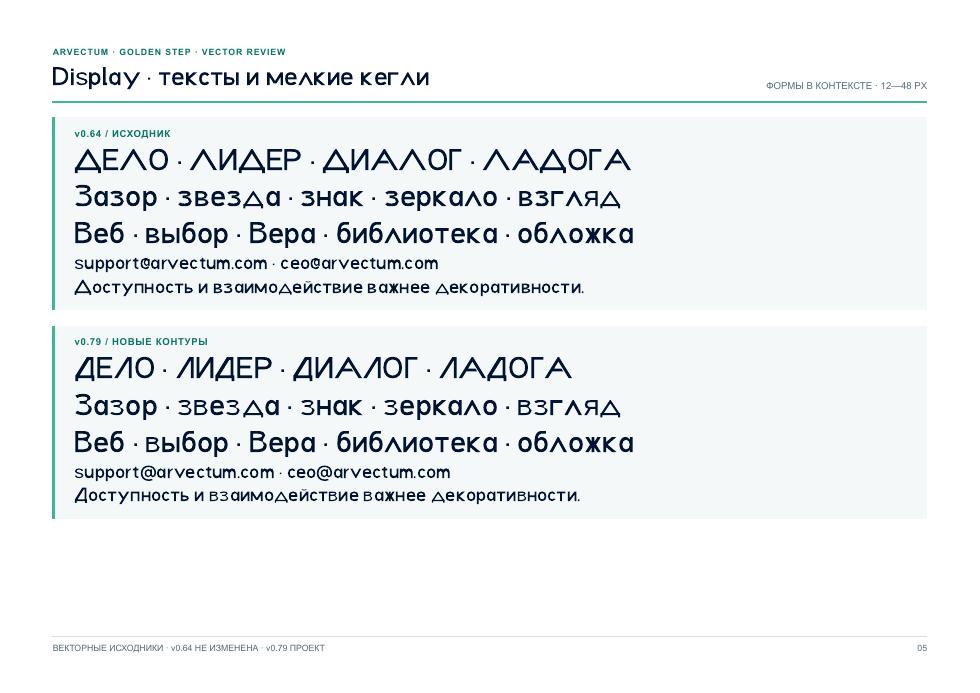 ARVECTUM · GOLDEN STEP · VECTOR REVIEW
Display · тексты и мелкие кегли
ФОРМЫ В КОНТЕКСТЕ · 12—48 PX
v0.64 / ИСХОДНИК
ДЕЛО · ЛИДЕР · ДИАЛОГ · ЛАДОГА
Зазор · звезда · знак · зеркало · взгляд
Веб · выбор · Вера · библиотека · обложка
support@arvectum.com · ceo@arvectum.com
Доступность и взаимодействие важнее декоративности.
v0.79 / НОВЫЕ КОНТУРЫ
ДЕЛО · ЛИДЕР · ДИАЛОГ · ЛАДОГА
Зазор · звезда · знак · зеркало · взгляд
Веб · выбор · Вера · библиотека · обложка
support@arvectum.com · ceo@arvectum.com
Доступность и взаимодействие важнее декоративности.
ВЕКТОРНЫЕ ИСХОДНИКИ · v0.64 НЕ ИЗМЕНЕНА · v0.79 ПРОЕКТ
05